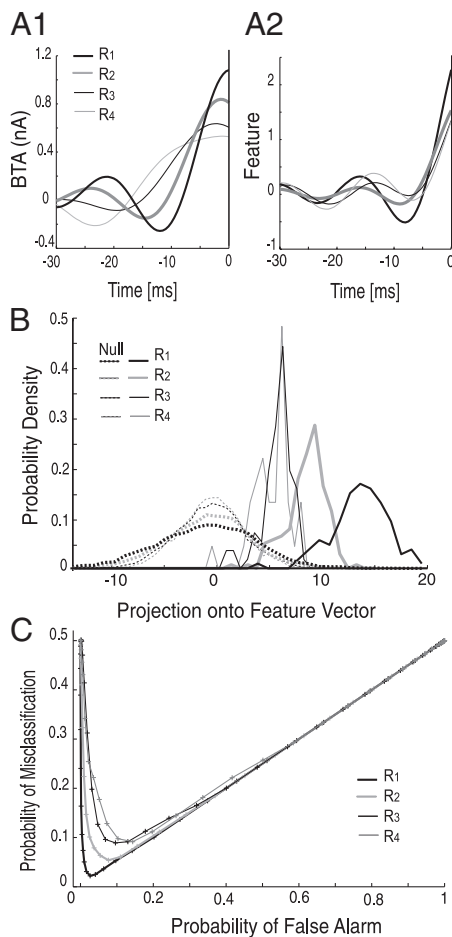 A1
A2
R1
R2
R3
R4
BTA (nA)
1.2
0.8
0.4
0
-0.4
-30
-20
-10
0
Time [ms]
Feature
2
1
0
-1
-30
-20
-10
0
Time [ms]
B
Null
R1
R2
R3
R4
Probability Density
0.5
0.4
0.3
0.2
0.1
0
-10
0
10
20
Projection onto Feature Vector
C
Probability of Misclassification
0.5
0.4
0.3
0.2
0.1
0
R1
R2
R3
R4
0
0.2
0.4
0.6
0.8
1
Probability of False Alarm